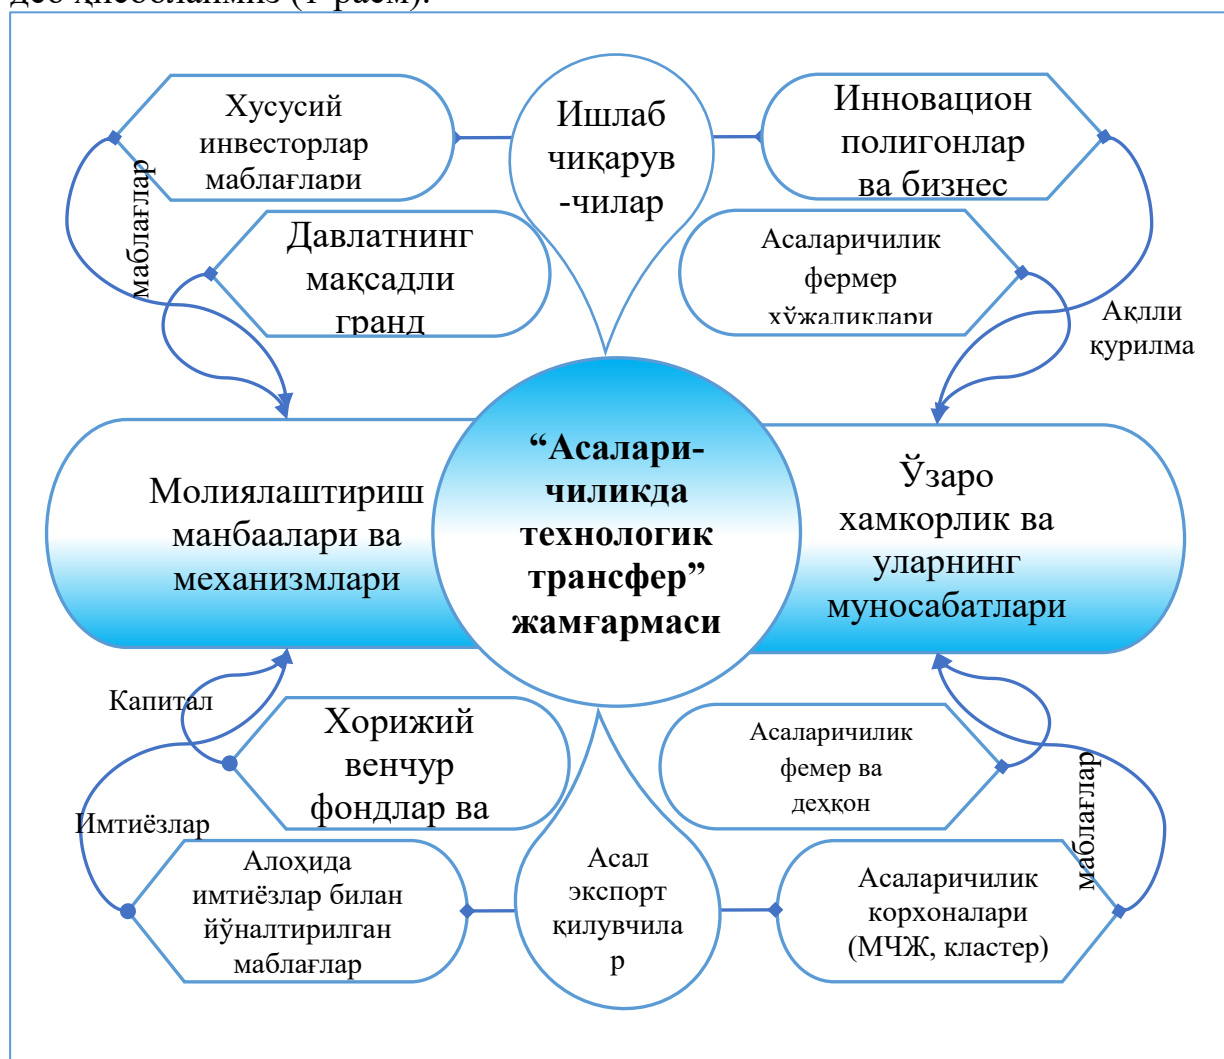 Хусусий
инвесторлар
маблағлари
Ишлаб
чиқарув
-чилар
Инновацион
полигонлар
ва бизнес
маблағлар
Давлатнинг
мақсадли
гранд
Асаларичилик
фермер
хўжаликлари
Ақлли
қурилма
Молиялаштириш
манбаалари ва
механизмлари
“Асалари-
чиликда
технологик
трансфер”
жамғармаси
Ўзаро
хамкорлик ва
уларнинг
муносабатлари
Капитал
Хорижий
венчур
фондлар ва
Асаларичилик
фемер ва
деҳқон
маблағлар
Имтиёзлар
Алоҳида
имтиёзлар билан
йўналтирилган
маблағлар
Асал
экспорт
қилувчила
р
Асаларичилик
корхоналари
(МЧЖ, кластер)